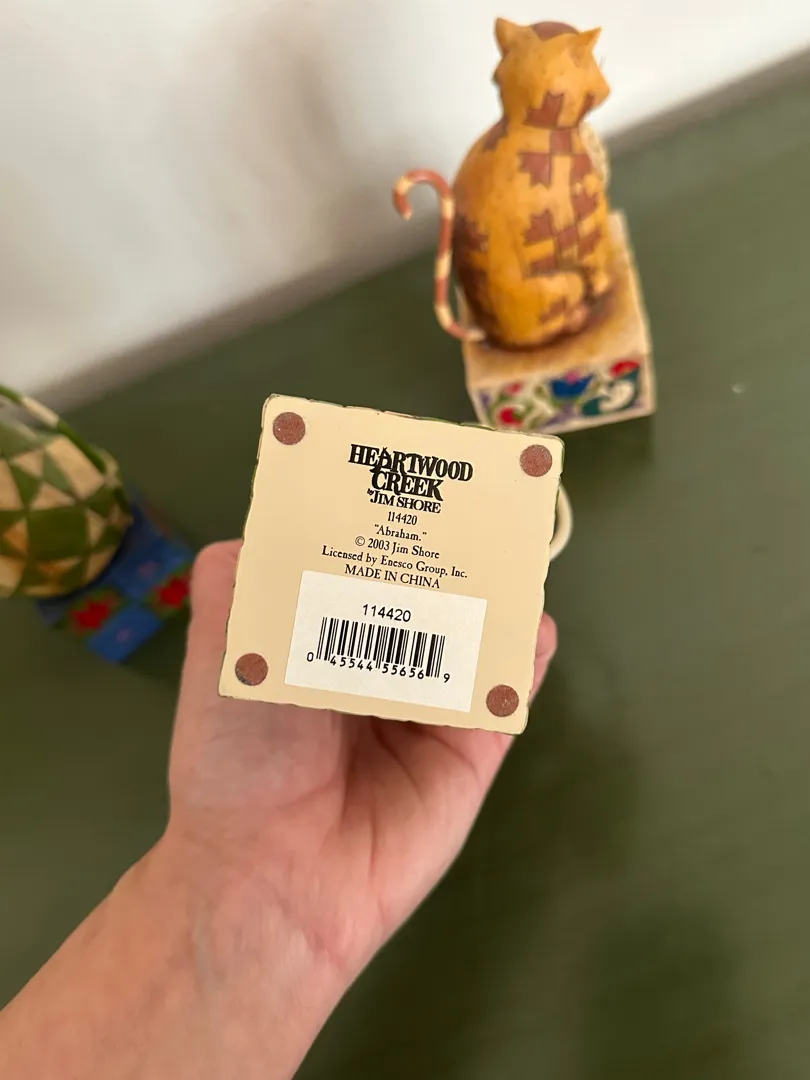 HEARTWOOD
CREEK
by JIM SHORE
114420
"Abraham."
© 2003 Jim Shore
Licensed by Enesco Group, Inc.
MADE IN CHINA
114420
0 45544 55656 9